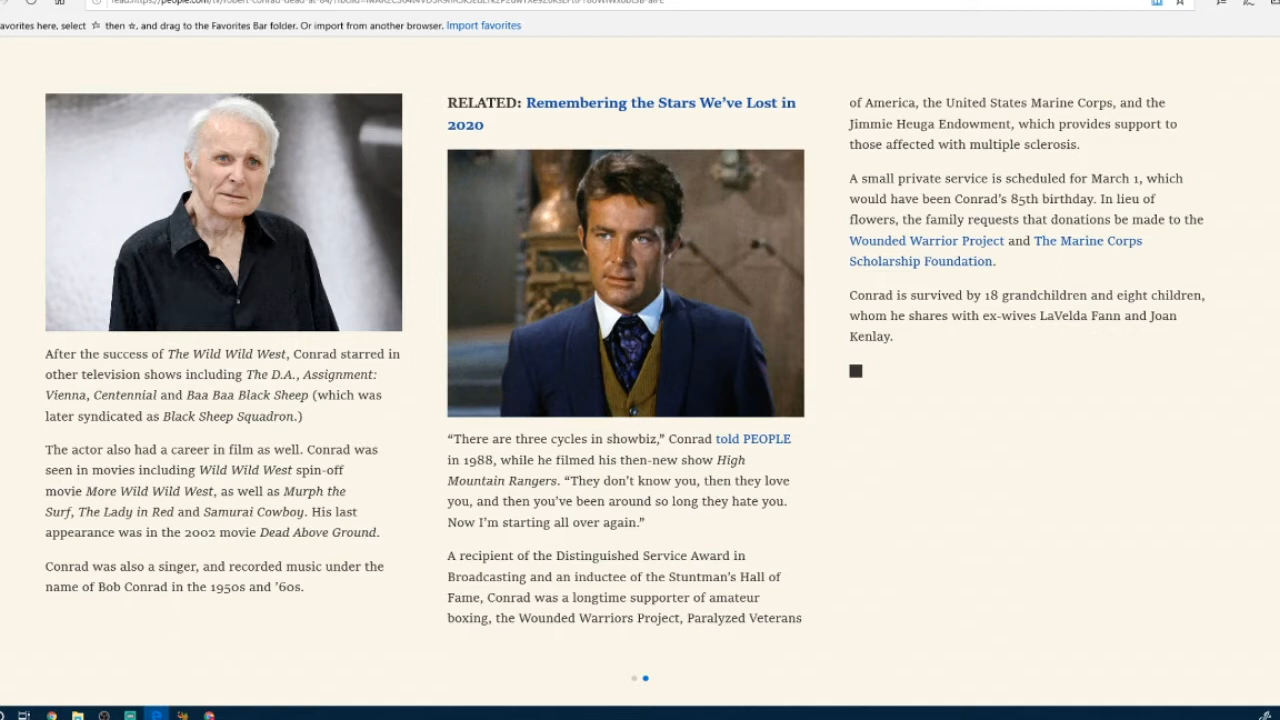 avorites here, select ☆ then ☆, and drag to the Favorites Bar folder. Or import from another browser. Import favorites
After the success of The Wild Wild West, Conrad starred in
other television shows including The D.A., Assignment:
Vienna, Centennial and Baa Baa Black Sheep (which was
later syndicated as Black Sheep Squadron.)
The actor also had a career in film as well. Conrad was
seen in movies including Wild Wild West spin-off
movie More Wild Wild West, as well as Murph the
Surf, The Lady in Red and Samurai Cowboy. His last
appearance was in the 2002 movie Dead Above Ground.
Conrad was also a singer, and recorded music under the
name of Bob Conrad in the 1950s and ’60s.
RELATED: Remembering the Stars We’ve Lost in
2020
“There are three cycles in showbiz,” Conrad told PEOPLE
in 1988, while he filmed his then-new show High
Mountain Rangers. “They don’t know you, then they love
you, and then you’ve been around so long they hate you.
Now I’m starting all over again.”
A recipient of the Distinguished Service Award in
Broadcasting and an inductee of the Stuntman’s Hall of
Fame, Conrad was a longtime supporter of amateur
boxing, the Wounded Warriors Project, Paralyzed Veterans
of America, the United States Marine Corps, and the
Jimmie Heuga Endowment, which provides support to
those affected with multiple sclerosis.
A small private service is scheduled for March 1, which
would have been Conrad’s 85th birthday. In lieu of
flowers, the family requests that donations be made to the
Wounded Warrior Project and The Marine Corps
Scholarship Foundation.
Conrad is survived by 18 grandchildren and eight children,
whom he shares with ex-wives LaVelda Fann and Joan
Kenlay.